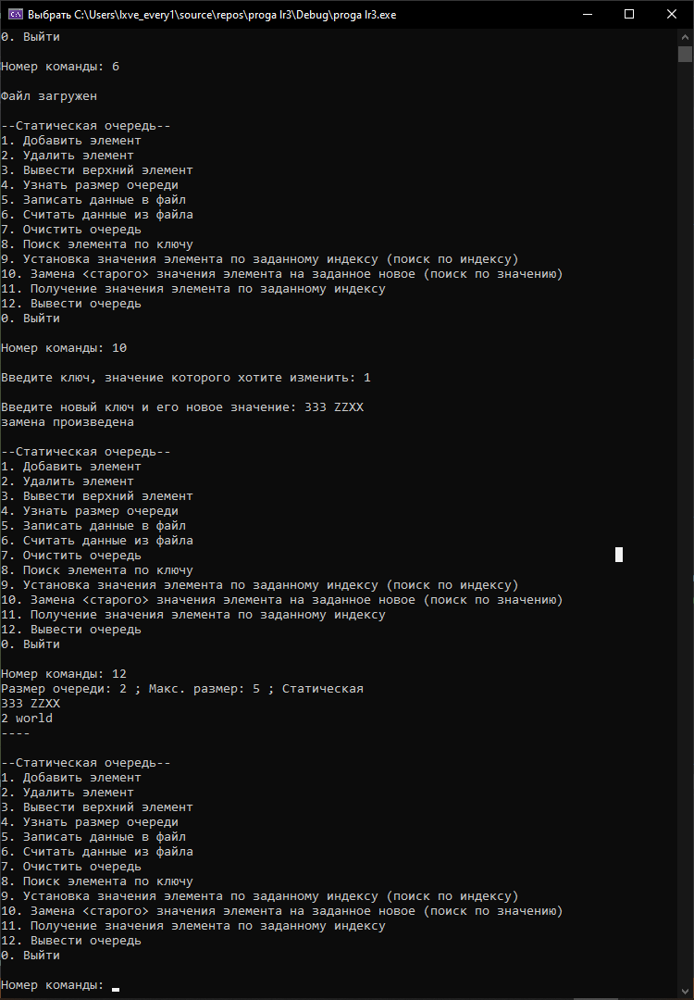 Выбрать C:\Users\lxve_every1\source\repos\proga lr3\Debug\proga lr3.exe
0. Выйти
Номер команды: 6
Файл загружен
--Статическая очередь--
1. Добавить элемент
2. Удалить элемент
3. Вывести верхний элемент
4. Узнать размер очереди
5. Записать данные в файл
6. Считать данные из файла
7. Очистить очередь
8. Поиск элемента по ключу
9. Установка значения элемента по заданному индексу (поиск по индексу)
10. Замена <старого> значения элемента на заданное новое (поиск по значению)
11. Получение значения элемента по заданному индексу
12. Вывести очередь
0. Выйти
Номер команды: 10
Введите ключ, значение которого хотите изменить: 1
Введите новый ключ и его новое значение: 333 ZZXX
замена произведена
--Статическая очередь--
1. Добавить элемент
2. Удалить элемент
3. Вывести верхний элемент
4. Узнать размер очереди
5. Записать данные в файл
6. Считать данные из файла
7. Очистить очередь
8. Поиск элемента по ключу
9. Установка значения элемента по заданному индексу (поиск по индексу)
10. Замена <старого> значения элемента на заданное новое (поиск по значению)
11. Получение значения элемента по заданному индексу
12. Вывести очередь
0. Выйти
Номер команды: 12
Размер очереди: 2 ; Макс. размер: 5 ; Статическая
333 ZZXX
2 world
----
--Статическая очередь--
1. Добавить элемент
2. Удалить элемент
3. Вывести верхний элемент
4. Узнать размер очереди
5. Записать данные в файл
6. Считать данные из файла
7. Очистить очередь
8. Поиск элемента по ключу
9. Установка значения элемента по заданному индексу (поиск по индексу)
10. Замена <старого> значения элемента на заданное новое (поиск по значению)
11. Получение значения элемента по заданному индексу
12. Вывести очередь
0. Выйти
Номер команды: